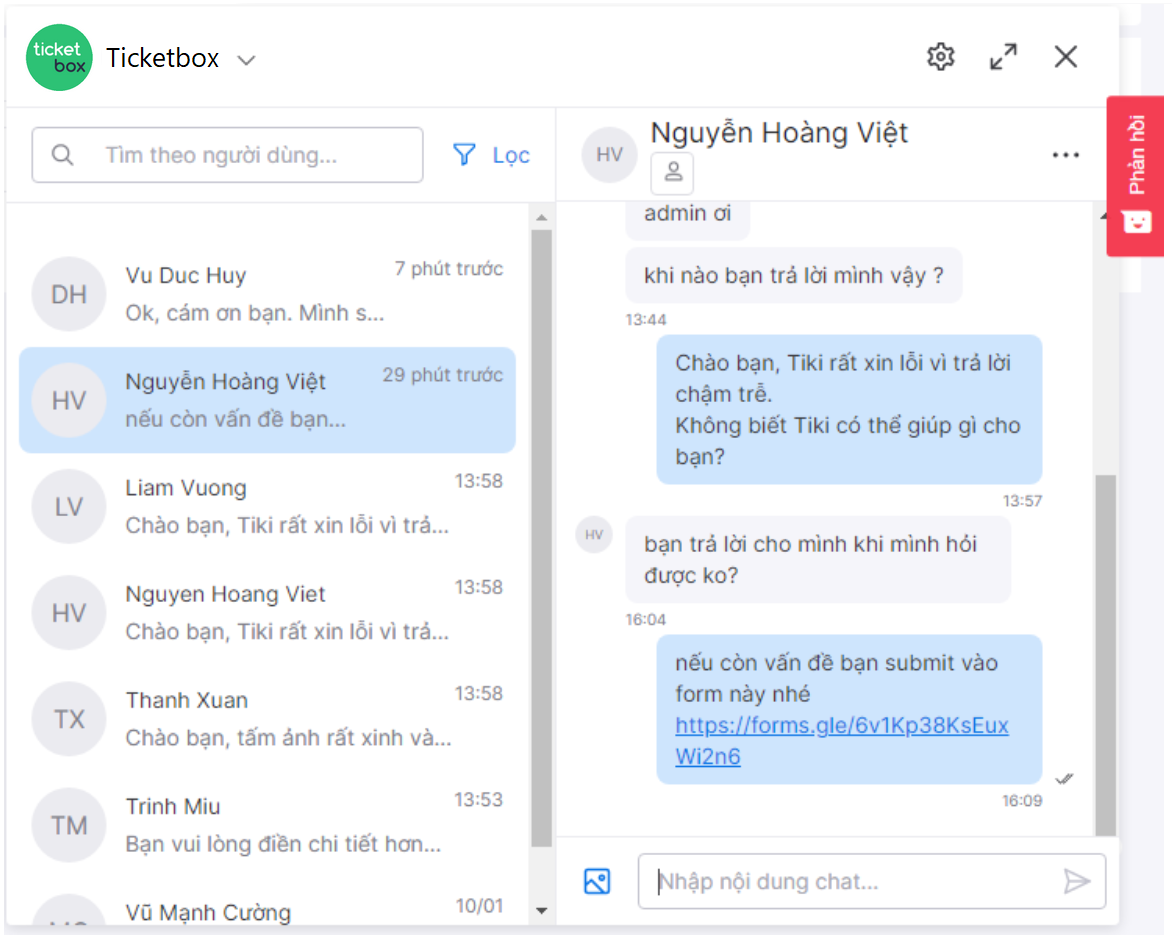 ticket
box
Ticketbox
Tìm theo người dùng...
Lọc
Vu Duc Huy
7 phút trước
Ok, cám ơn bạn. Mình s...
HV
Nguyễn Hoàng Việt
29 phút trước
nếu còn vấn đề bạn...
DH
LV
Liam Vuong
13:58
Chào bạn, Tiki rất xin lỗi vì trả...
HV
Nguyen Hoang Viet
13:58
Chào bạn, Tiki rất xin lỗi vì trả...
TX
Thanh Xuan
13:58
Chào bạn, tấm ảnh rất xinh và...
TM
Trinh Miu
13:53
Bạn vui lòng điền chi tiết hơn...
Vũ Mạnh Cường
10/01
HV
Nguyễn Hoàng Việt
admin ơi
khi nào bạn trả lời mình vậy ?
13:44
Chào bạn, Tiki rất xin lỗi vì trả lời
chậm trễ.
Không biết Tiki có thể giúp gì cho
bạn?
13:57
HV
bạn trả lời cho mình khi mình hỏi
được ko?
16:04
nếu còn vấn đề bạn submit vào
form này nhé
https://forms.gle/6v1Kp38KsEux
Wi2n6
16:09
Nhập nội dung chat...
Phản hồi